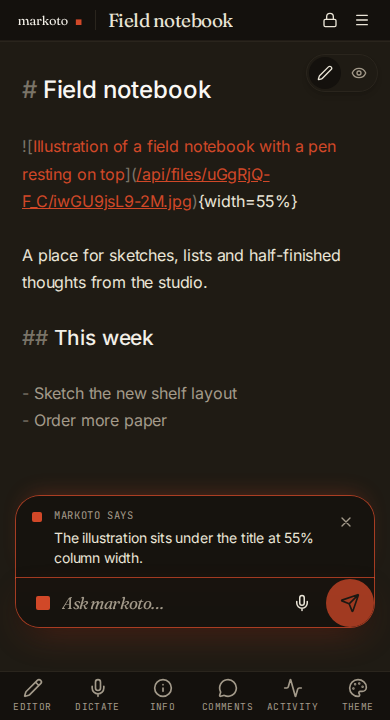 markoto
Field notebook
# Field notebook
![Illustration of a field notebook with a pen
resting on top](/api/files/uGgRjQ-
F_C/iwGU9jsL9-2M.jpg){width=55%}
A place for sketches, lists and half-finished
thoughts from the studio.
## This week
- Sketch the new shelf layout
- Order more paper
MARKOTO SAYS
The illustration sits under the title at 55%
column width.
Ask markoto...
EDITOR
DICTATE
INFO
COMMENTS
ACTIVITY
THEME